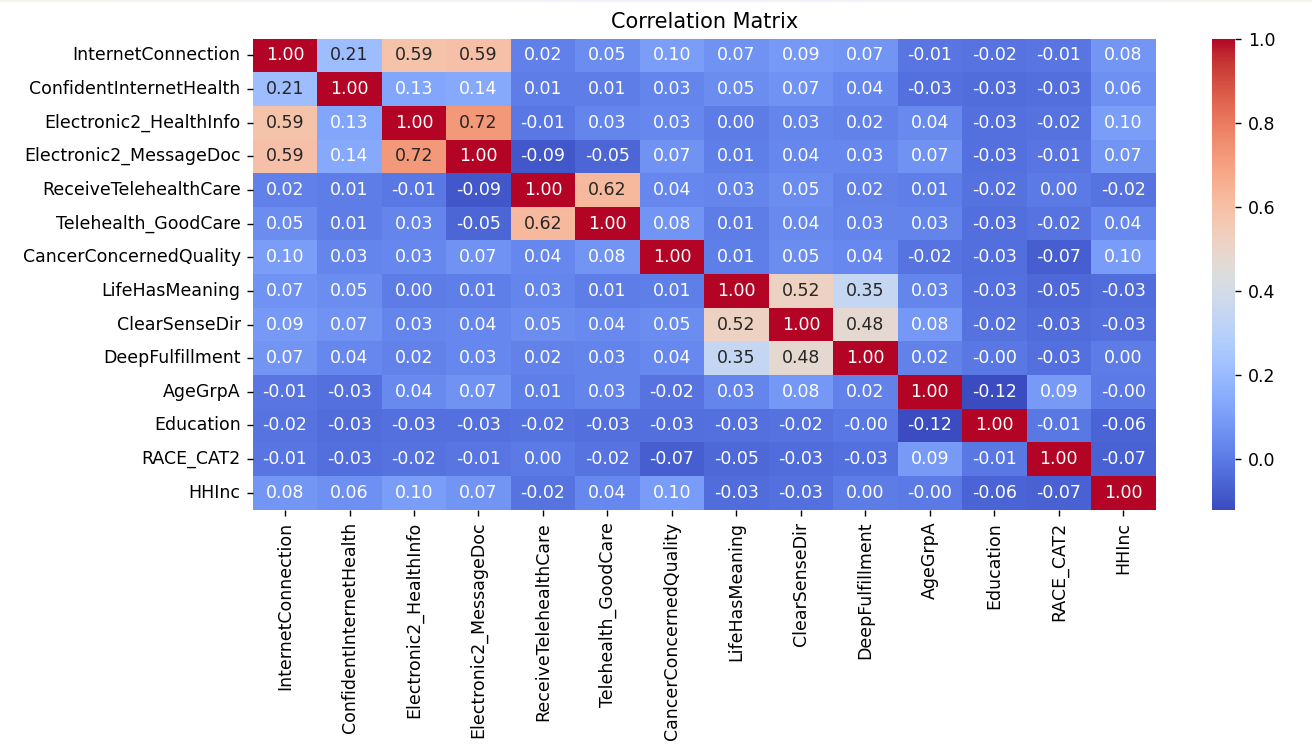 Correlation Matrix
InternetConnection 1.00 0.21 0.59 0.59 0.02 0.05 0.10 0.07 0.09 0.07 -0.01 -0.02 -0.01 0.08
ConfidentInternetHealth 0.21 1.00 0.13 0.14 0.01 0.01 0.03 0.05 0.07 0.04 -0.03 -0.03 -0.03 0.06
Electronic2_HealthInfo 0.59 0.13 1.00 0.72 -0.01 0.03 0.03 0.00 0.03 0.02 0.04 -0.03 -0.02 0.10
Electronic2_MessageDoc 0.59 0.14 0.72 1.00 -0.09 -0.05 0.07 0.01 0.04 0.03 0.07 -0.03 -0.01 0.07
ReceiveTelehealthCare 0.02 0.01 -0.01 -0.09 1.00 0.62 0.04 0.03 0.05 0.02 0.01 -0.02 0.00 -0.02
Telehealth_GoodCare 0.05 0.01 0.03 -0.05 0.62 1.00 0.08 0.01 0.04 0.03 0.03 -0.03 -0.02 0.04
CancerConcernedQuality 0.10 0.03 0.03 0.07 0.04 0.08 1.00 0.01 0.05 0.04 -0.02 -0.03 -0.07 0.10
LifeHasMeaning 0.07 0.05 0.00 0.01 0.03 0.01 0.01 1.00 0.52 0.35 0.03 -0.03 -0.05 -0.03
ClearSenseDir 0.09 0.07 0.03 0.04 0.05 0.04 0.05 0.52 1.00 0.48 0.08 -0.02 -0.03 -0.03
DeepFulfillment 0.07 0.04 0.02 0.03 0.02 0.03 0.04 0.35 0.48 1.00 0.02 -0.00 -0.03 0.00
AgeGrpA -0.01 -0.03 0.04 0.07 0.01 0.03 -0.02 0.03 0.08 0.02 1.00 -0.12 0.09 -0.00
Education -0.02 -0.03 -0.03 -0.03 -0.02 -0.03 -0.03 -0.03 -0.02 -0.00 -0.12 1.00 -0.01 -0.06
RACE_CAT2 -0.01 -0.03 -0.02 -0.01 0.00 -0.02 -0.07 -0.05 -0.03 -0.03 0.09 -0.01 1.00 -0.07
HHInc 0.08 0.06 0.10 0.07 -0.02 0.04 0.10 -0.03 -0.03 0.00 -0.00 -0.06 -0.07 1.00
InternetConnection
ConfidentInternetHealth
Electronic2_HealthInfo
Electronic2_MessageDoc
ReceiveTelehealthCare
Telehealth_GoodCare
CancerConcernedQuality
LifeHasMeaning
ClearSenseDir
DeepFulfillment
AgeGrpA
Education
RACE_CAT2
HHInc
1.0
0.8
0.6
0.4
0.2
0.0